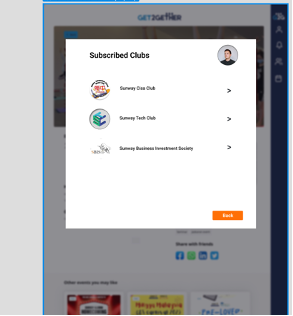 GET2GETHER
Subscribed Clubs
Sunway Cisa Club
>
Sunway Tech Club
>
Sunway Business Investment Society
>
Back
Share with friends
Other events you may like